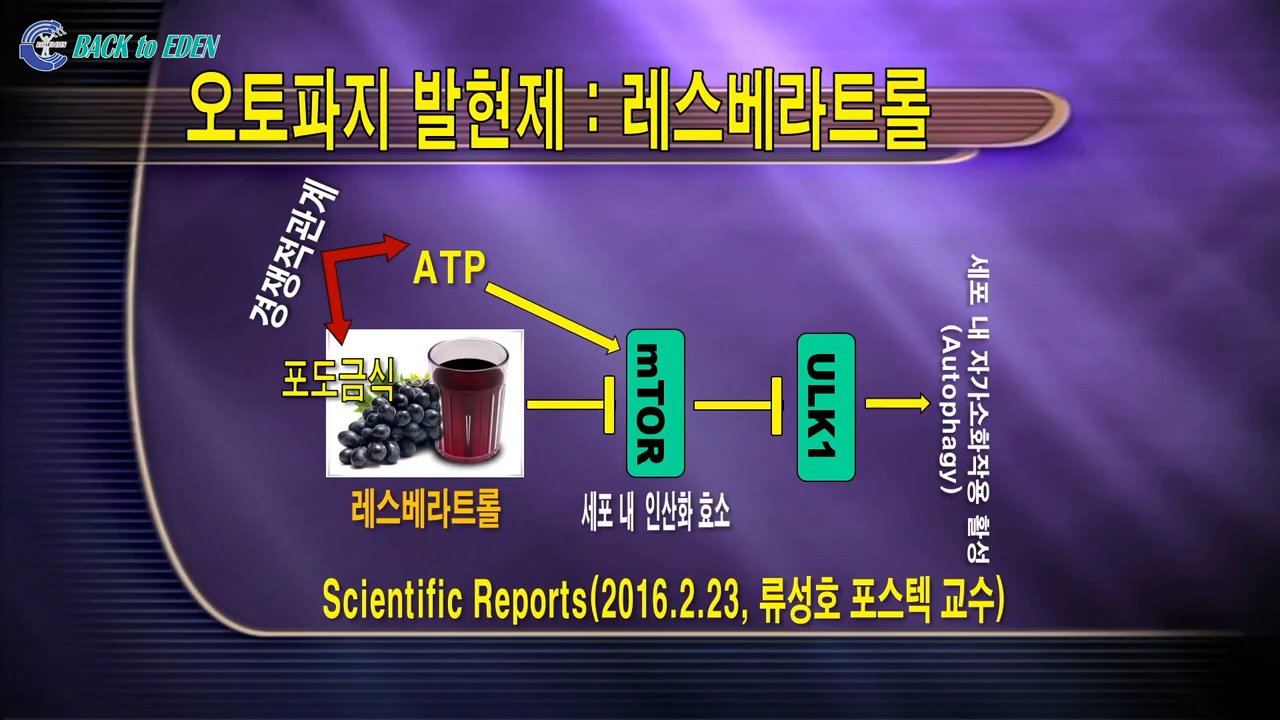 BACK to EDEN
오토파지 발현제 : 레스베라트롤
경쟁적관계
ATP
포도금식
mTOR
ULK1
세포 내 자가소화작용 활성
(Autophagy)
레스베라트롤
세포 내 인산화 효소
Scientific Reports(2016.2.23, 류성호 포스텍 교수)